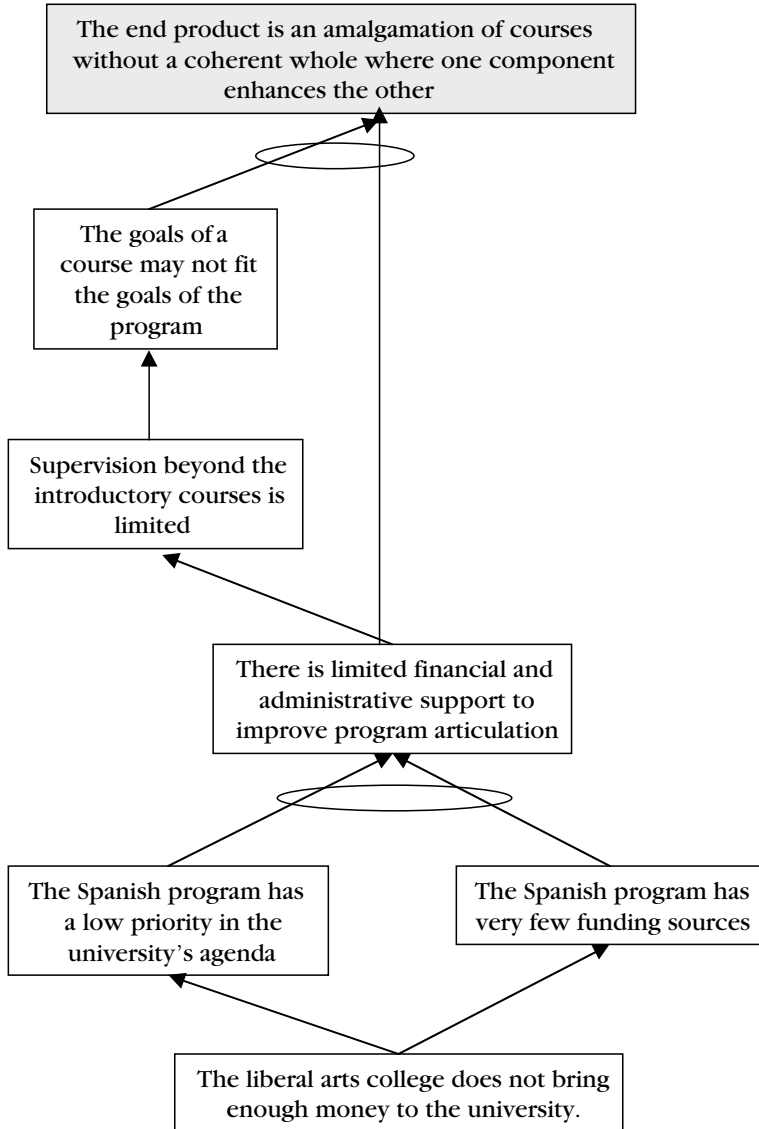 The end product is an amalgamation of courses
without a coherent whole where one component
enhances the other
The goals of a
course may not fit
the goals of the
program
Supervision beyond the
introductory courses is
limited
There is limited financial and
administrative support to
improve program articulation
The Spanish program has
a low priority in the
university's agenda
The Spanish program has
very few funding sources
The liberal arts college does not bring
enough money to the university.